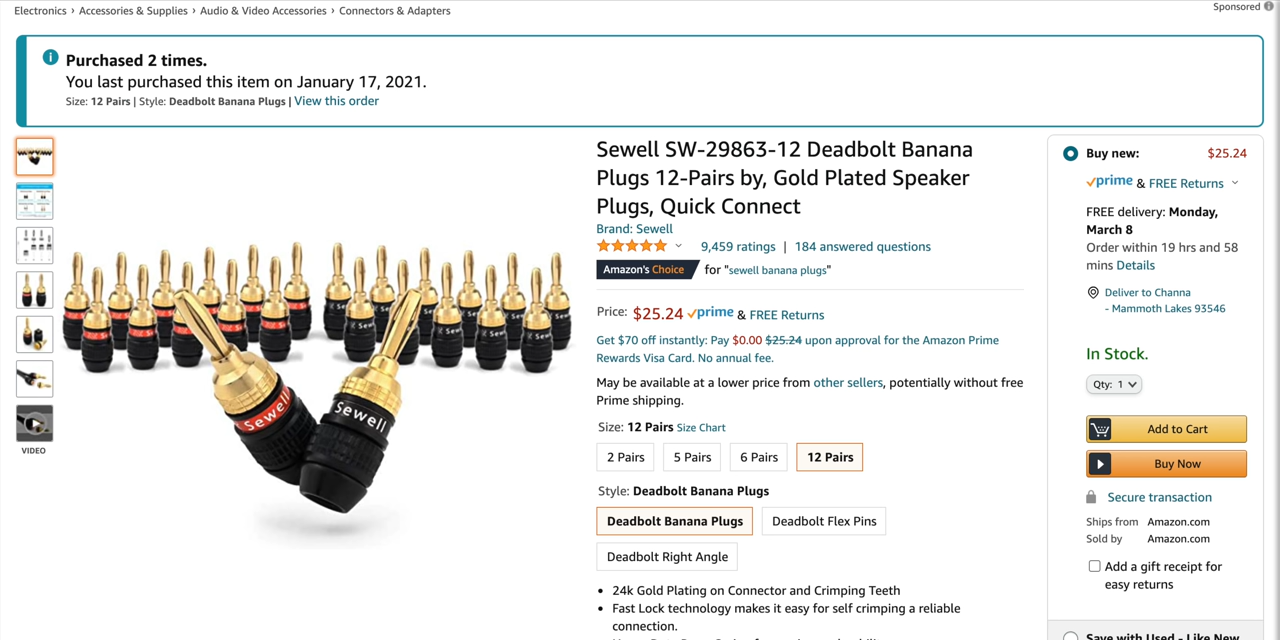 Electronics › Accessories & Supplies › Audio & Video Accessories › Connectors & Adapters
Sponsored
Purchased 2 times.
You last purchased this item on January 17, 2021.
Size: 12 Pairs | Style: Deadbolt Banana Plugs | View this order
Sewell
Sewell
VIDEO
Sewell SW-29863-12 Deadbolt Banana
Plugs 12-Pairs by, Gold Plated Speaker
Plugs, Quick Connect
Brand: Sewell
9,459 ratings | 184 answered questions
Amazon's Choice for "sewell banana plugs"
Price: $25.24 prime & FREE Returns
Get $70 off instantly: Pay $0.00 $25.24 upon approval for the Amazon Prime
Rewards Visa Card. No annual fee.
May be available at a lower price from other sellers, potentially without free
Prime shipping.
Size: 12 Pairs Size Chart
2 Pairs 5 Pairs 6 Pairs 12 Pairs
Style: Deadbolt Banana Plugs
Deadbolt Banana Plugs Deadbolt Flex Pins
Deadbolt Right Angle
• 24k Gold Plating on Connector and Crimping Teeth
• Fast Lock technology makes it easy for self crimping a reliable
connection.
Buy new: $25.24
prime & FREE Returns
FREE delivery: Monday,
March 8
Order within 19 hrs and 58
mins Details
Deliver to Channa
- Mammoth Lakes 93546
In Stock.
Qty: 1
Add to Cart
Buy Now
Secure transaction
Ships from Amazon.com
Sold by Amazon.com
Add a gift receipt for
easy returns
Save with Used - Like New